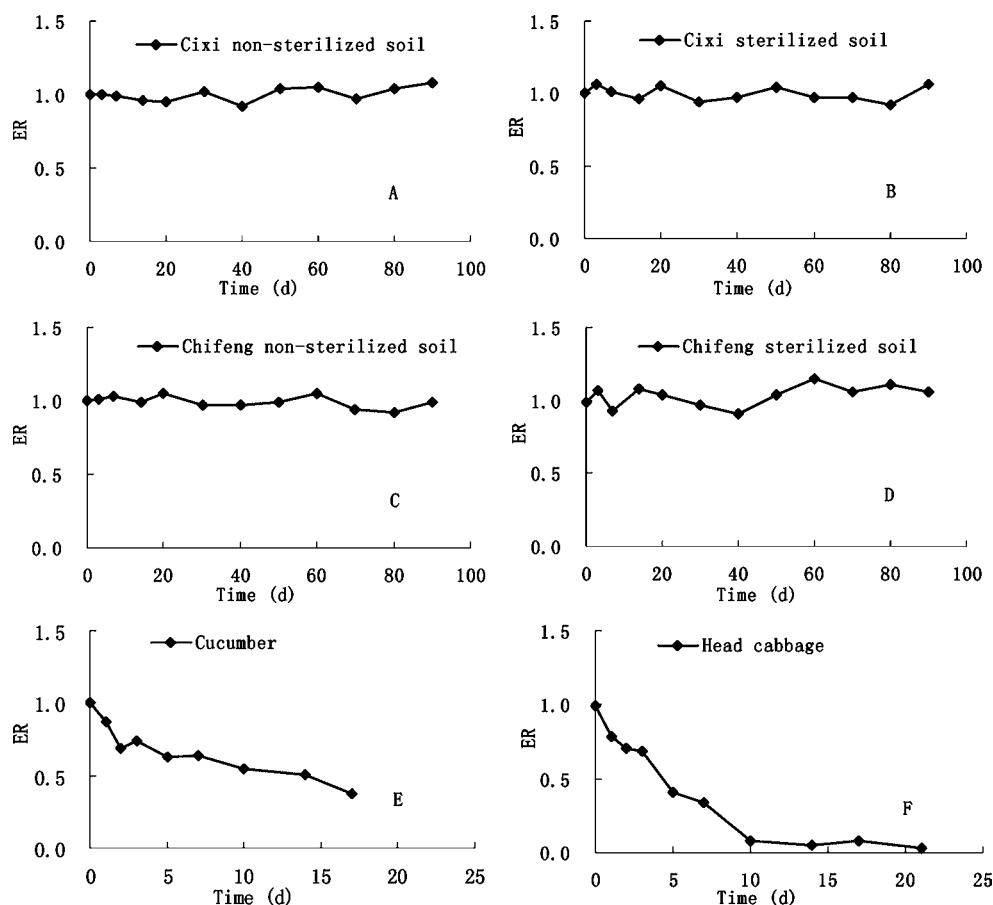 1.5
Cixi non-sterilized soil
1.0
ER
0.5
A
0.0
0 20 40 60 80 100
Time (d)
1.5
Cixi sterilized soil
1.0
ER
0.5
B
0.0
0 20 40 60 80 100
Time (d)
1.5
Chifeng non-sterilized soil
1.0
ER
0.5
C
0.0
0 20 40 60 80 100
Time (d)
1.5
Chifeng sterilized soil
1.0
ER
0.5
D
0.0
0 20 40 60 80 100
Time (d)
1.5
Cucumber
1.0
ER
0.5
E
0.0
0 5 10 15 20 25
Time (d)
1.5
Head cabbage
1.0
ER
0.5
F
0.0
0 5 10 15 20 25
Time (d)